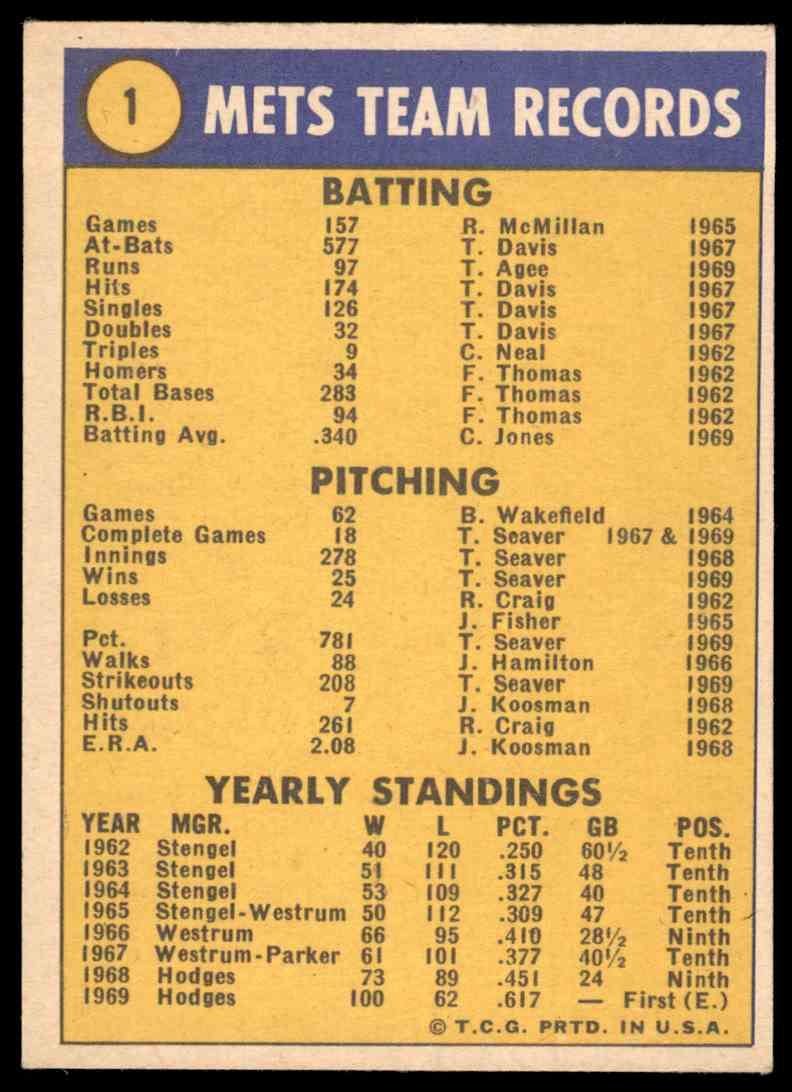 1 METS TEAM RECORDS
BATTING
Games 157 R. McMillan 1965
At-Bats 577 T. Davis 1967
Runs 97 T. Agee 1969
Hits 174 T. Davis 1967
Singles 126 T. Davis 1967
Doubles 32 T. Davis 1967
Triples 9 C. Neal 1962
Homers 34 F. Thomas 1962
Total Bases 283 F. Thomas 1962
R.B.I. 94 F. Thomas 1962
Batting Avg. .340 C. Jones 1969
PITCHING
Games 62 B. Wakefield 1964
Complete Games 18 T. Seaver 1967 & 1969
Innings 278 T. Seaver 1968
Wins 25 T. Seaver 1969
Losses 24 R. Craig 1962
J. Fisher 1965
Pct. 781 T. Seaver 1969
Walks 88 J. Hamilton 1966
Strikeouts 208 T. Seaver 1969
Shutouts 7 J. Koosman 1968
Hits 261 R. Craig 1962
E.R.A. 2.08 J. Koosman 1968
YEARLY STANDINGS
YEAR MGR. W L PCT. GB POS.
1962 Stengel 40 120 .250 60½ Tenth
1963 Stengel 51 111 .315 48 Tenth
1964 Stengel 53 109 .327 40 Tenth
1965 Stengel-Westrum 50 112 .309 47 Tenth
1966 Westrum 66 95 .410 28½ Ninth
1967 Westrum-Parker 61 101 .377 40½ Tenth
1968 Hodges 73 89 .451 24 Ninth
1969 Hodges 100 62 .617 — First (E.)
© T.C.G. PRTD. IN U.S.A.